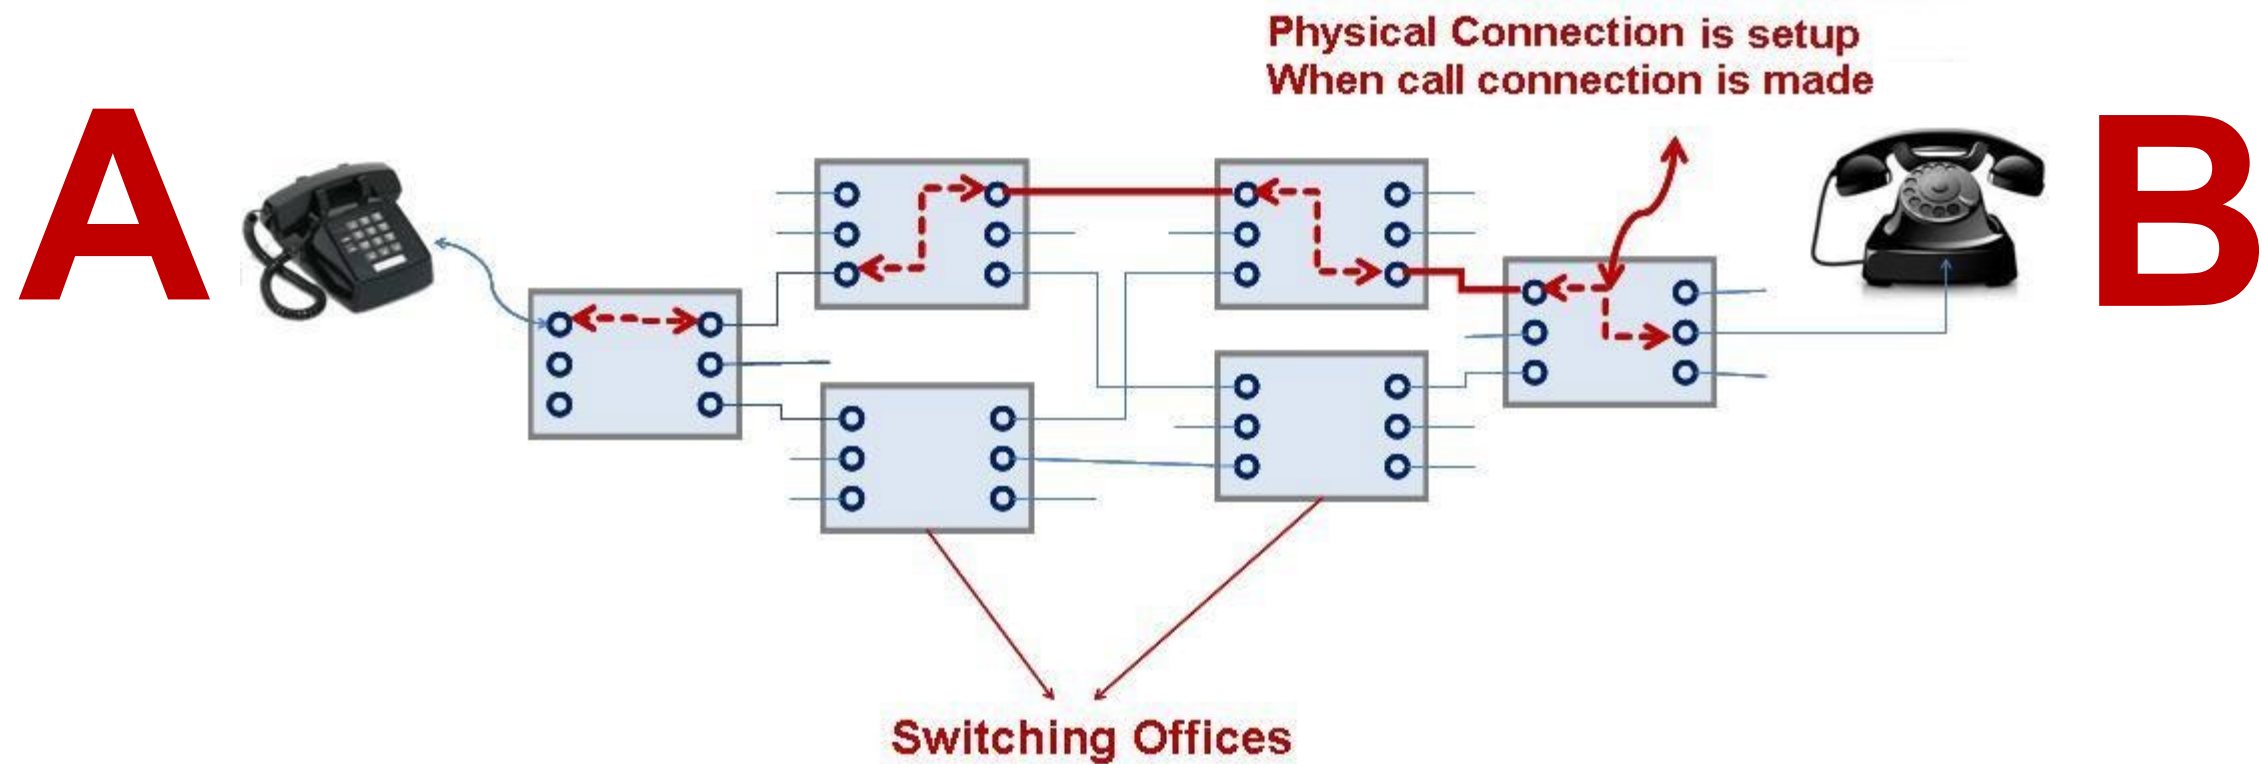 Physical Connection is setup
When call connection is made
A
B
Switching Offices